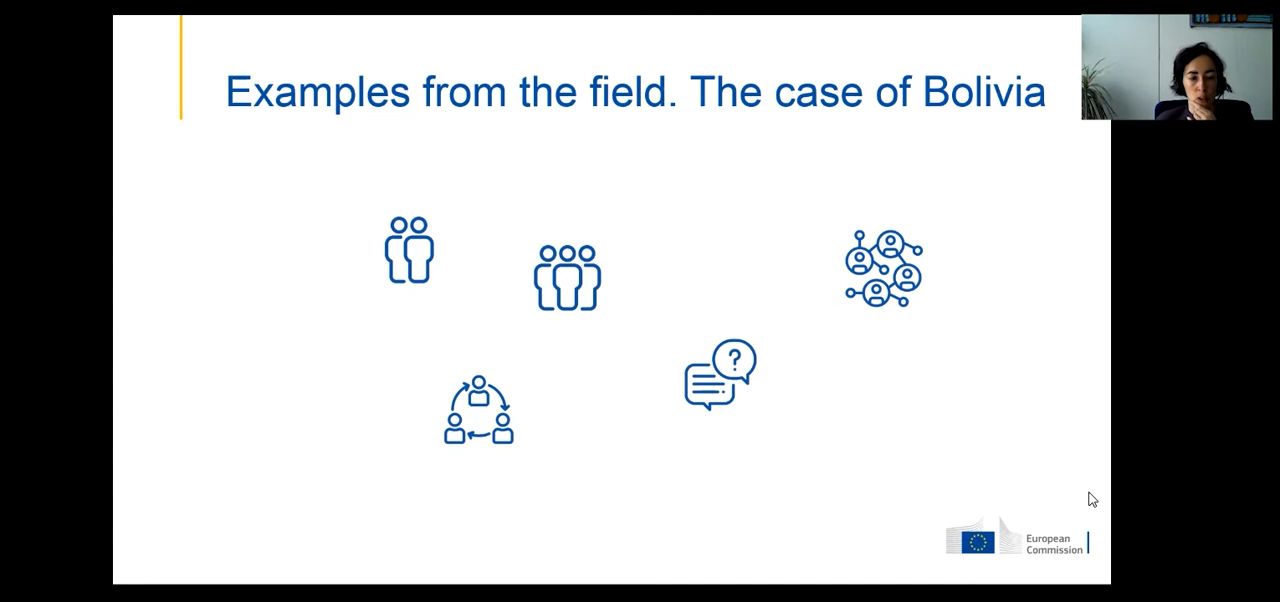 Examples from the field. The case of Bolivia
?
European
Commission